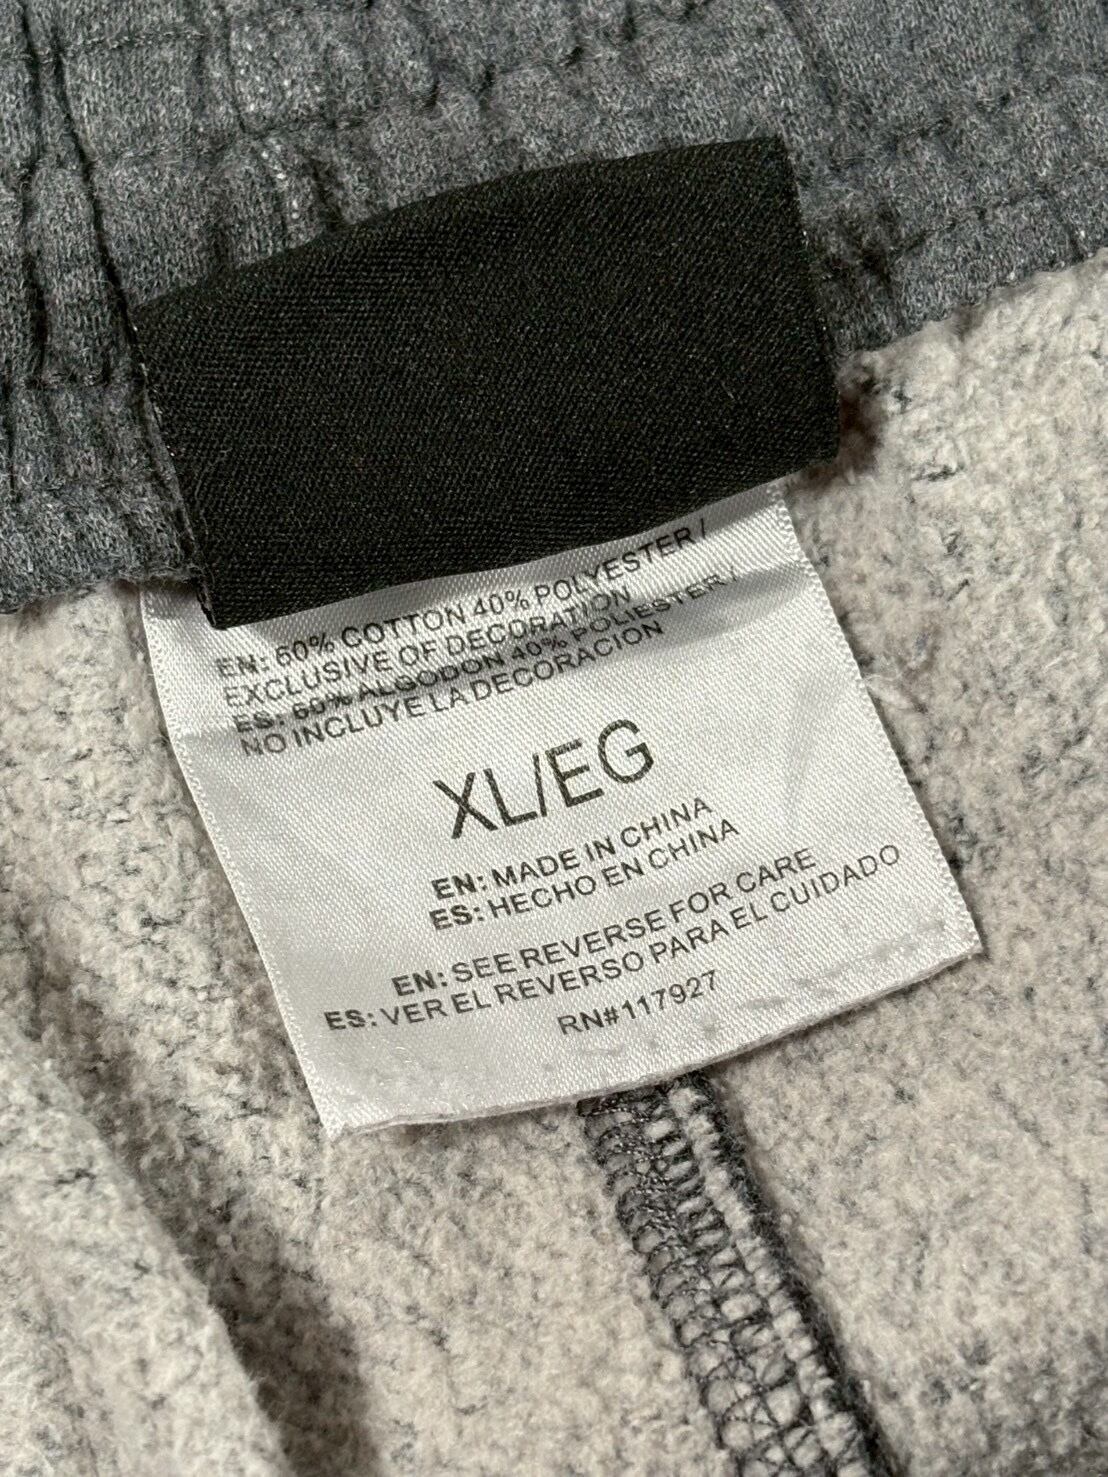 EN: 60% COTTON 40% POLYESTER /
EXCLUSIVE OF DECORATION
ES: 60% ALGODON 40% POLIESTER /
NO INCLUYE LA DECORACION
XL/EG
EN: MADE IN CHINA
ES: HECHO EN CHINA
EN: SEE REVERSE FOR CARE
ES: VER EL REVERSO PARA EL CUIDADO
RN#117927